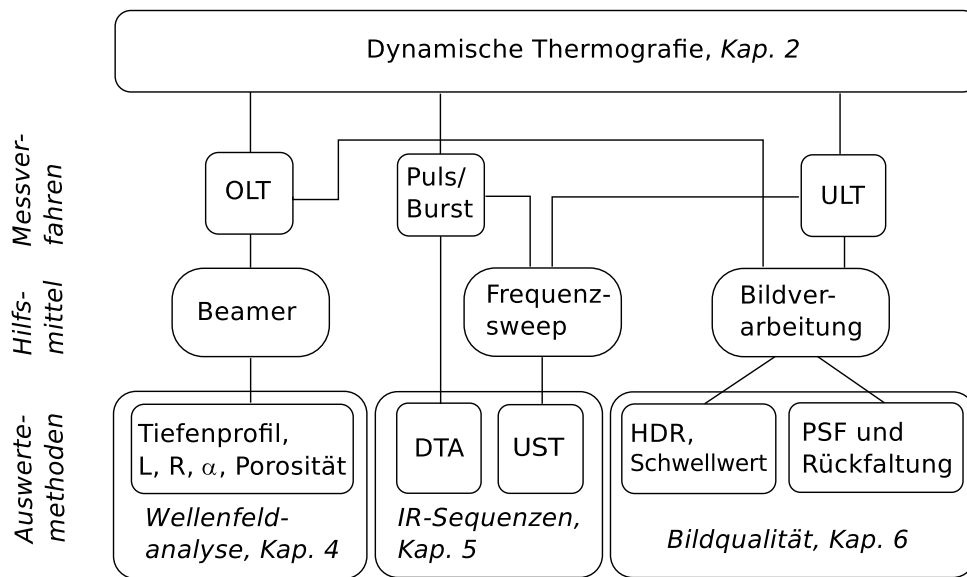 Dynamische Thermografie, Kap. 2
Messver-
fahren
OLT
Puls/
Burst
ULT
Hilfs-
mittel
Beamer
Frequenz-
sweep
Bildver-
arbeitung
Auswerte-
methoden
Tiefenprofil,
L, R, α, Porosität
Wellenfeld-
analyse, Kap. 4
DTA
UST
IR-Sequenzen,
Kap. 5
HDR,
Schwellwert
PSF und
Rückfaltung
Bildqualität, Kap. 6